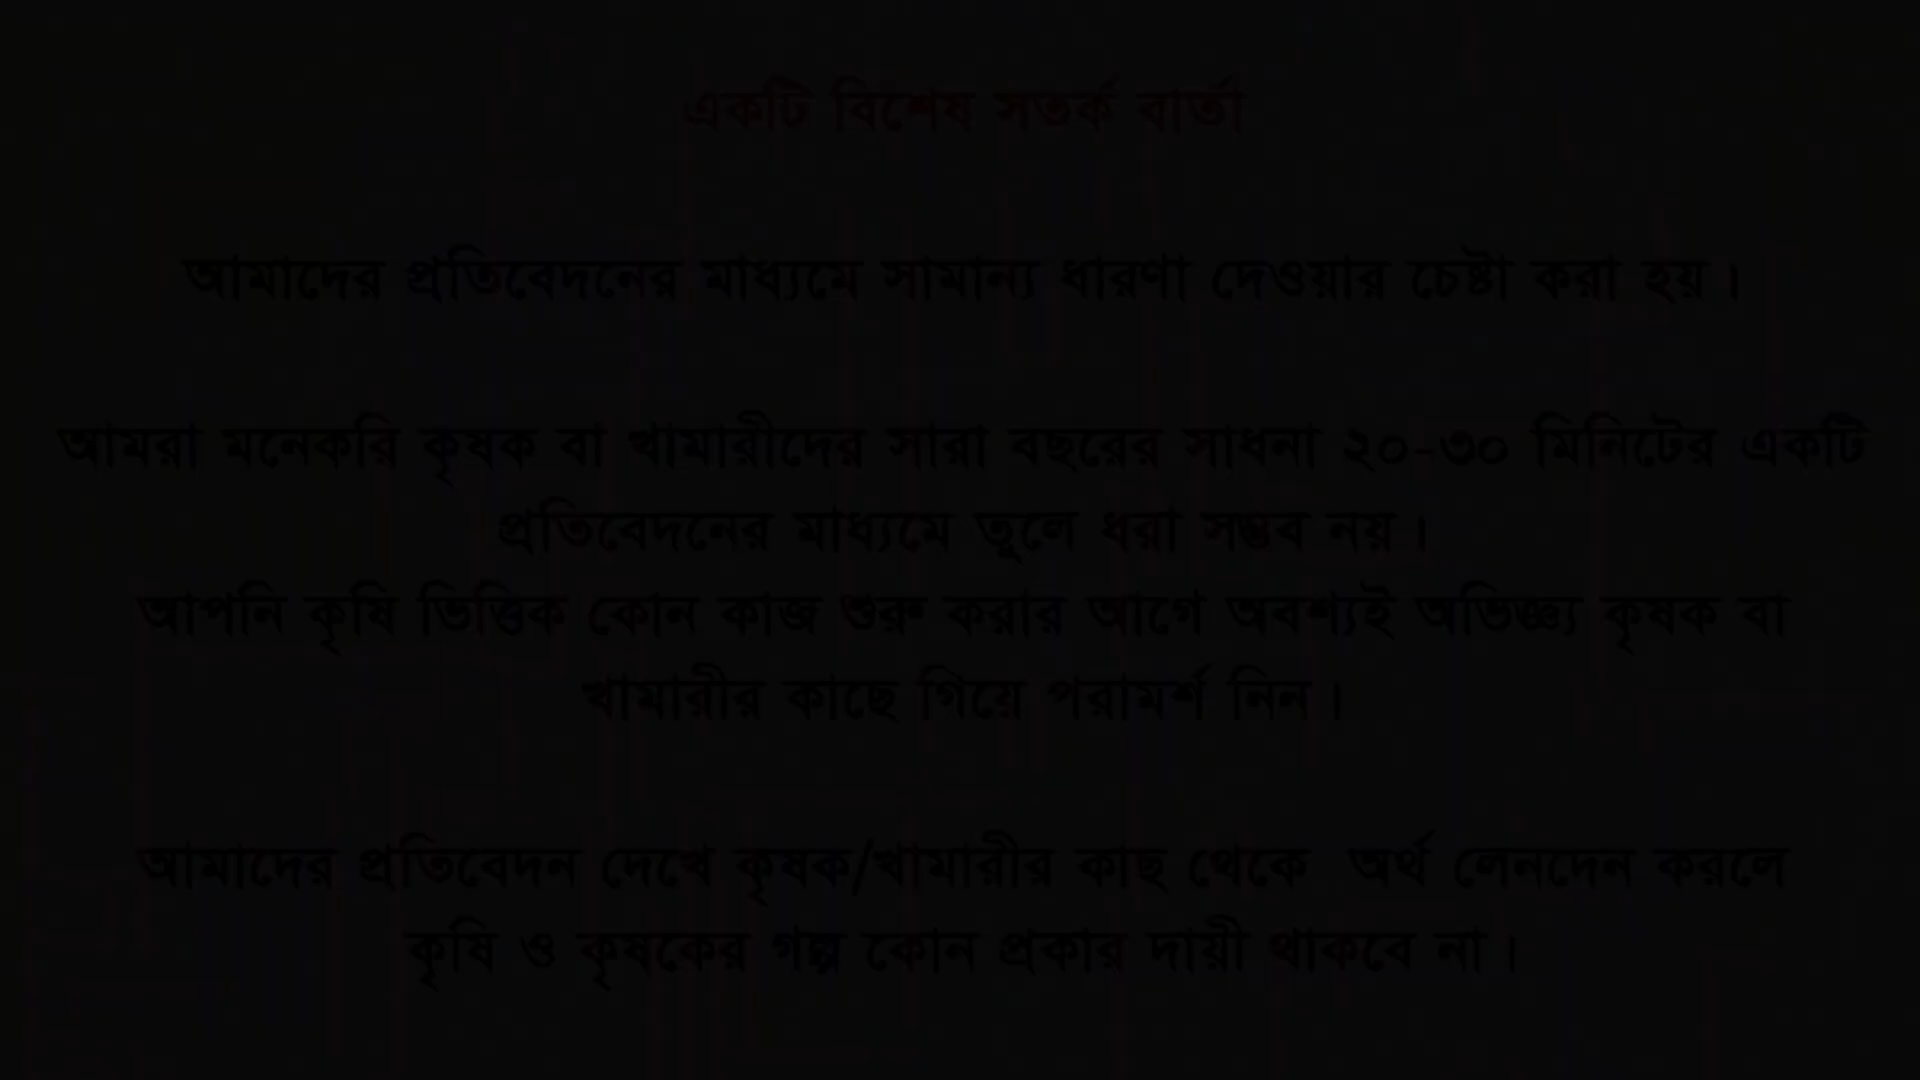 একটি বিশেষ সতর্ক বার্তা
আমাদের প্রতিবেদনের মাধ্যমে সামান্য ধারণা দেওয়ার চেষ্টা করা হয়।
আমরা মনেকরি কৃষক বা খামারীদের সারা বছরের সাধনা ২০-৩০ মিনিটের একটি
প্রতিবেদনের মাধ্যমে তুলে ধরা সম্ভব নয়।
আপনি কৃষি ভিত্তিক কোন কাজ শুরু করার আগে অবশ্যই অভিজ্ঞ্য কৃষক বা
খামারীর কাছে গিয়ে পরামর্শ নিন।
আমাদের প্রতিবেদন দেখে কৃষক/খামারীর কাছ থেকে অর্থ লেনদেন করলে
কৃষি ও কৃষকের গল্প কোন প্রকার দায়ী থাকবে না।